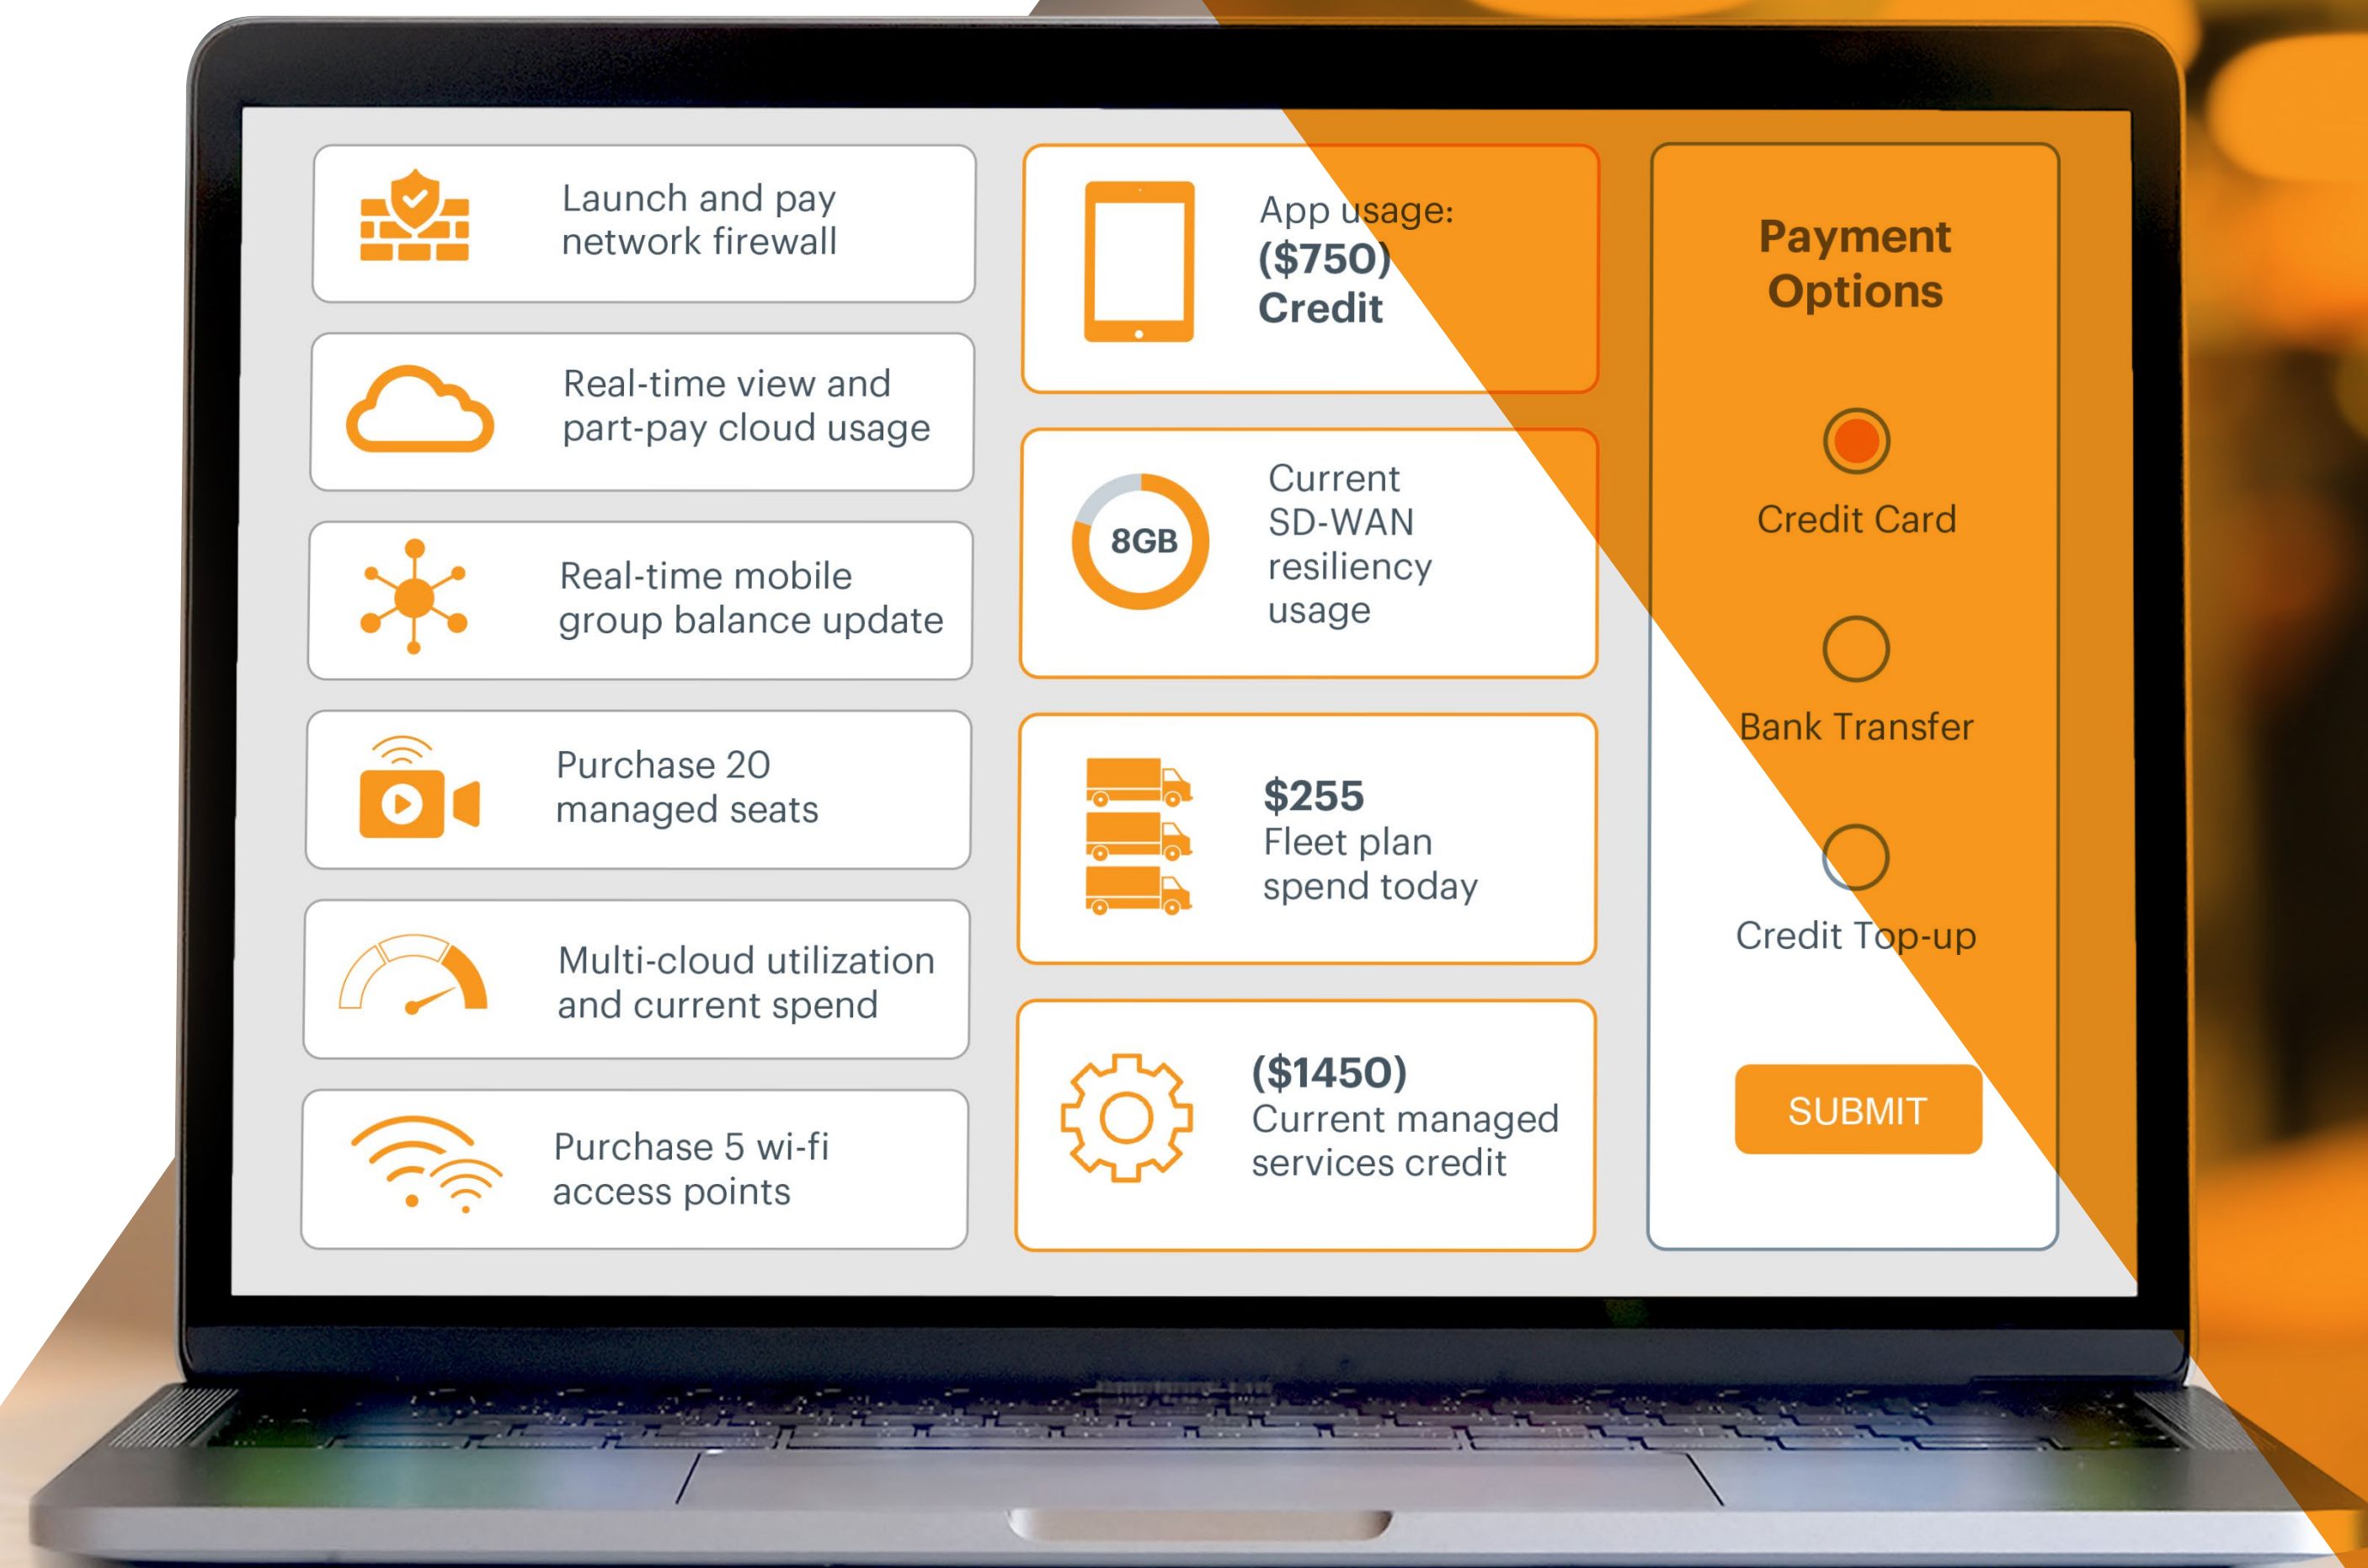 Launch and pay
network firewall
Real-time view and
part-pay cloud usage
Real-time mobile
group balance update
Purchase 20
managed seats
Multi-cloud utilization
and current spend
Purchase 5 wi-fi
access points
App usage:
($750)
Credit
8GB
Current
SD-WAN
resiliency
usage
$255
Fleet plan
spend today
($1450)
Current managed
services credit
Payment
Options
Credit Card
Bank Transfer
Credit Top-up
SUBMIT